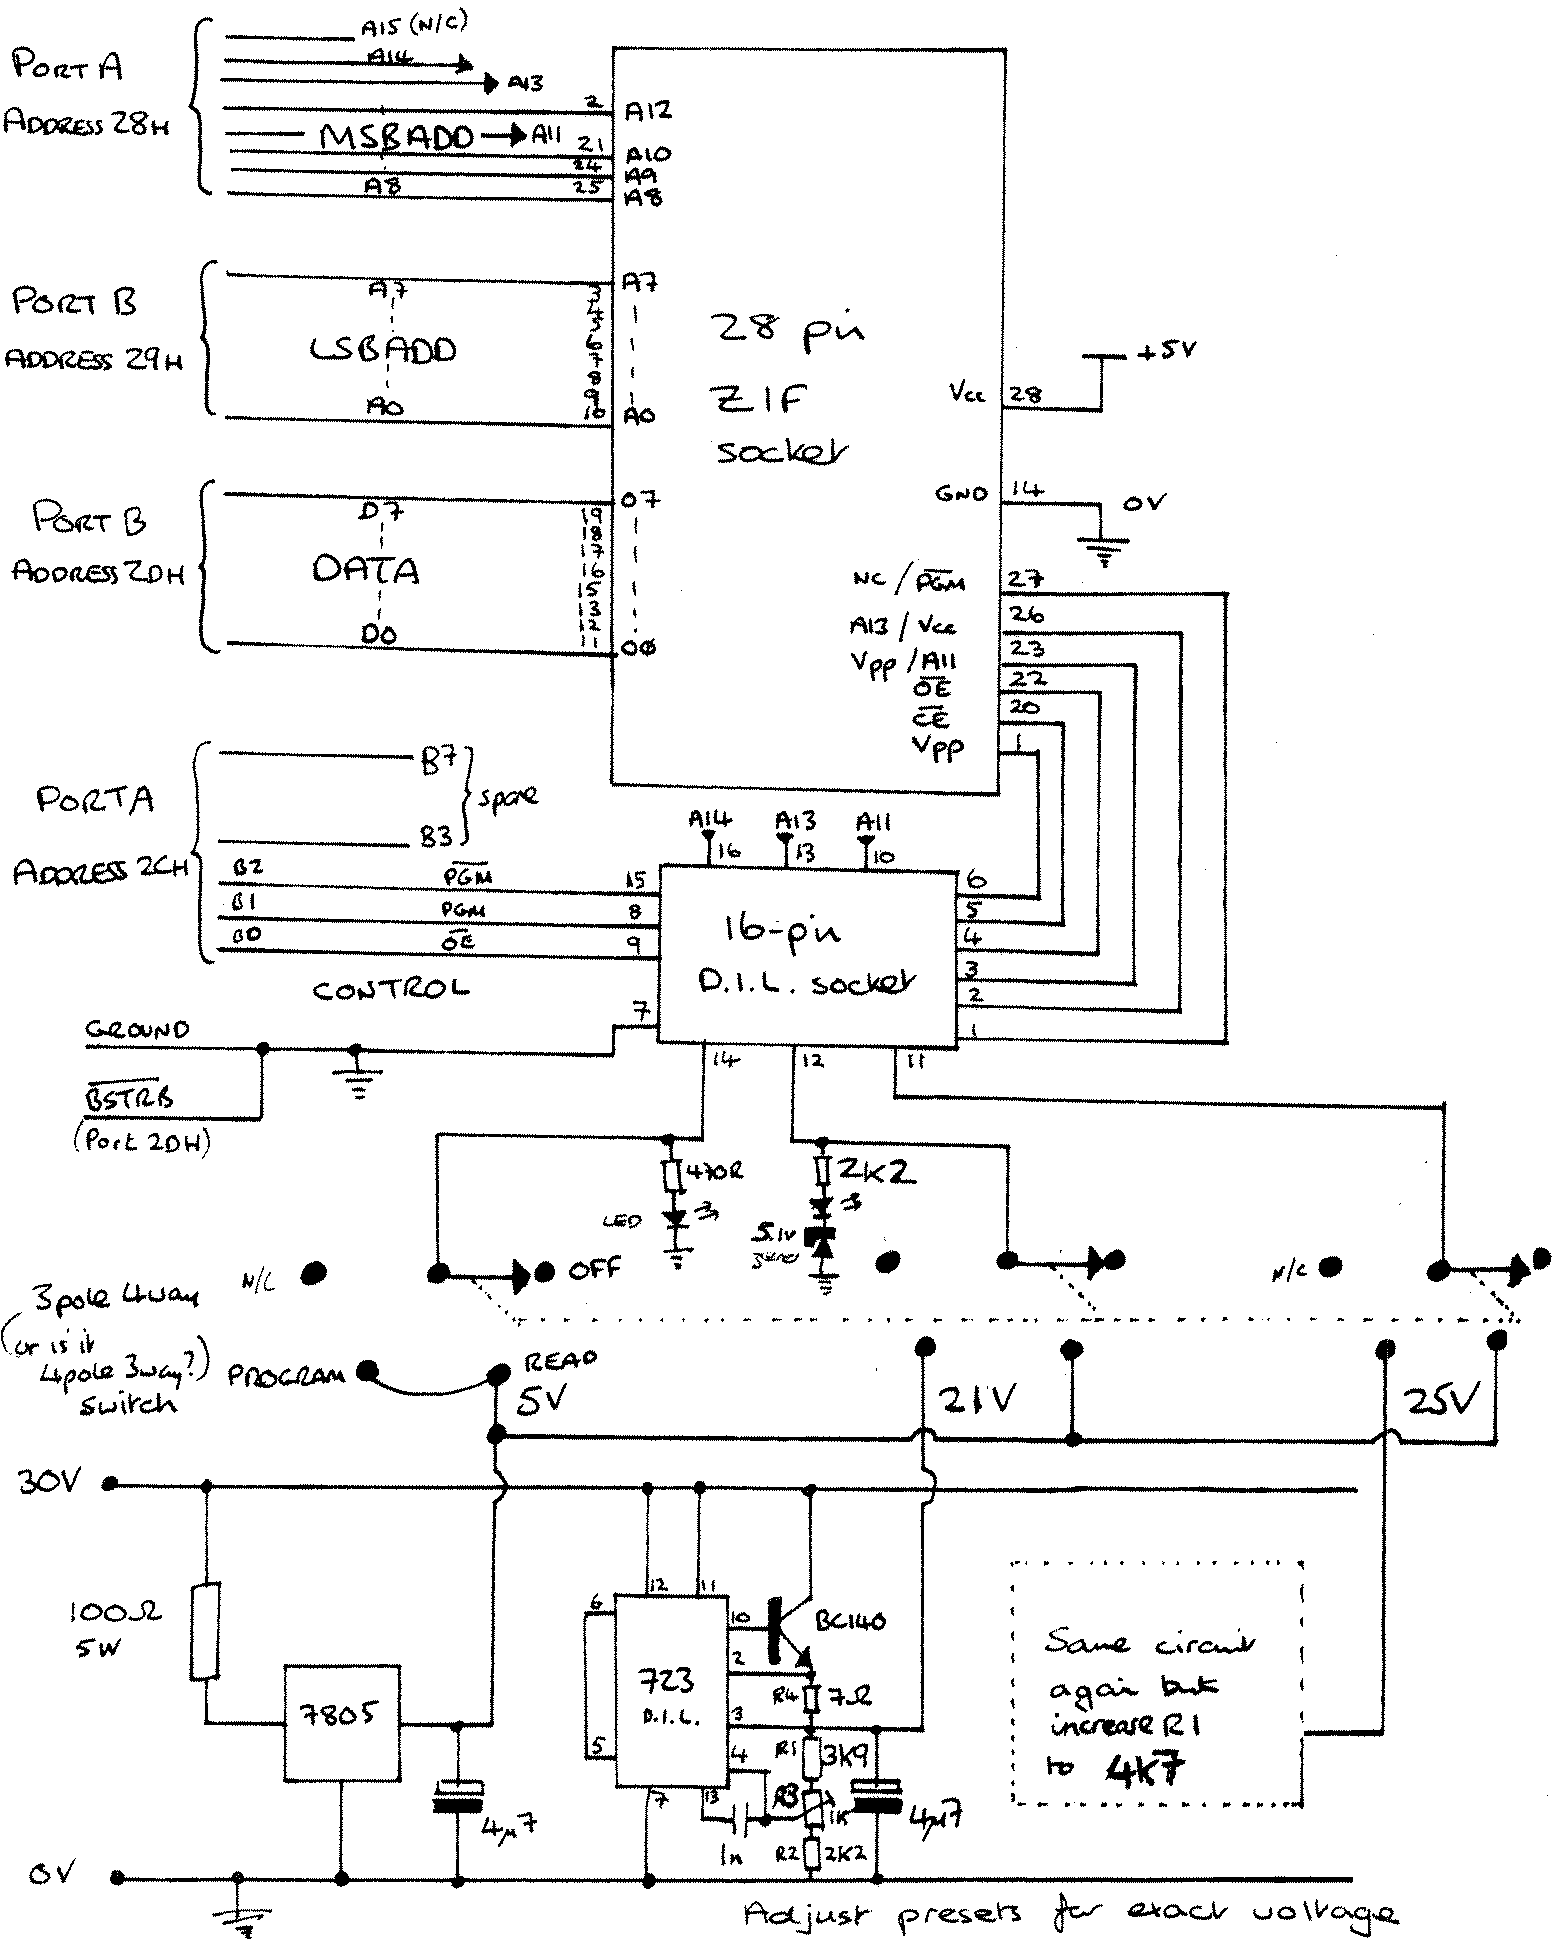 A15 (N/C)
A14
A13
PORT A
ADDRESS 28H
2
A12
MSBADD
A11
21
A10
24
A9
A8
25
A8
PORT B
ADDRESS 29H
A7
LSBADD
A0
3
4
5
6
7
8
9
10
A7
A0
28 pin
ZIF
socket
Vcc
28
+5V
GND
14
0V
PORT B
ADDRESS 2DH
D7
DATA
D0
19
18
17
16
15
13
12
11
O7
OØ
NC / PGM
27
A13 / Vcc
26
Vpp / A11
23
OE
22
CE
20
Vpp
1
PORT A
ADDRESS 2CH
B7
spare
B3
B2
PGM
15
B1
PGM
8
B0
OE
9
CONTROL
A14
A13
A11
16
13
10
16-pin
D.I.L. socket
6
5
4
3
2
1
7
14
12
11
GROUND
BSTRB
(Port 2DH)
470R
LED
2K2
5.1v
zener
N/C
OFF
N/C
3pole 4way
(or is it
4pole 3way?)
switch
PROGRAM
READ
5V
21V
25V
30V
100Ω
5W
7805
4µ7
6
12
11
10
2
3
4
5
7
13
723
D.I.L.
BC140
R4
7Ω
R1
3K9
R3
1K
R2
2K2
1n
4µ7
Same circuit
again but
increase R1
to 4K7
0V
Adjust presets for exact voltage